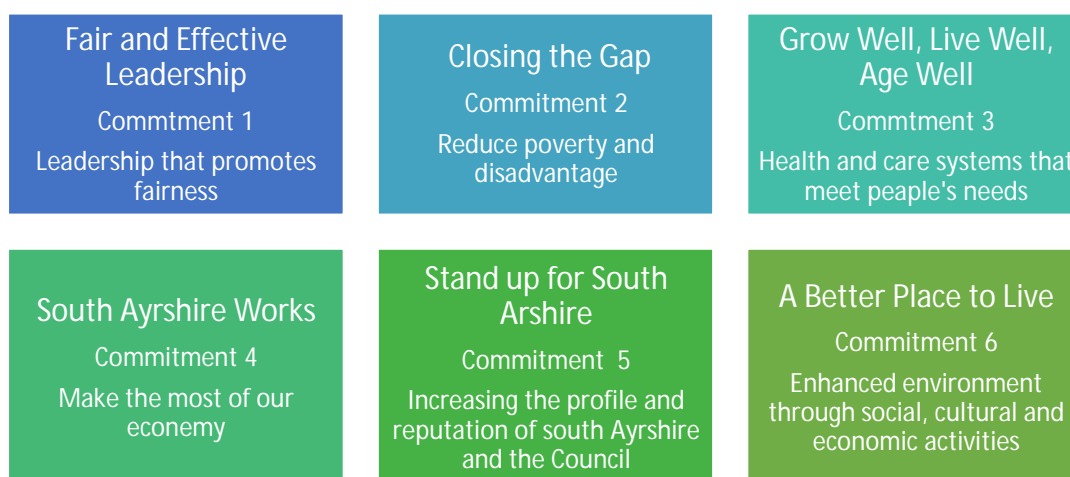 Fair and Effective
Leadership
Commtment 1
Leadership that promotes
fairness
Closing the Gap
Commitment 2
Reduce poverty and
disadvantage
Grow Well, Live Well,
Age Well
Commtment 3
Health and care systems that
meet peaple's needs
South Ayrshire Works
Commitment 4
Make the most of our
econemy
Stand up for South
Arshire
Commitment 5
Increasing the profile and
reputation of south Ayrshire
and the Council
A Better Place to Live
Commitment 6
Enhanced environment
through social, cultural and
economic activities